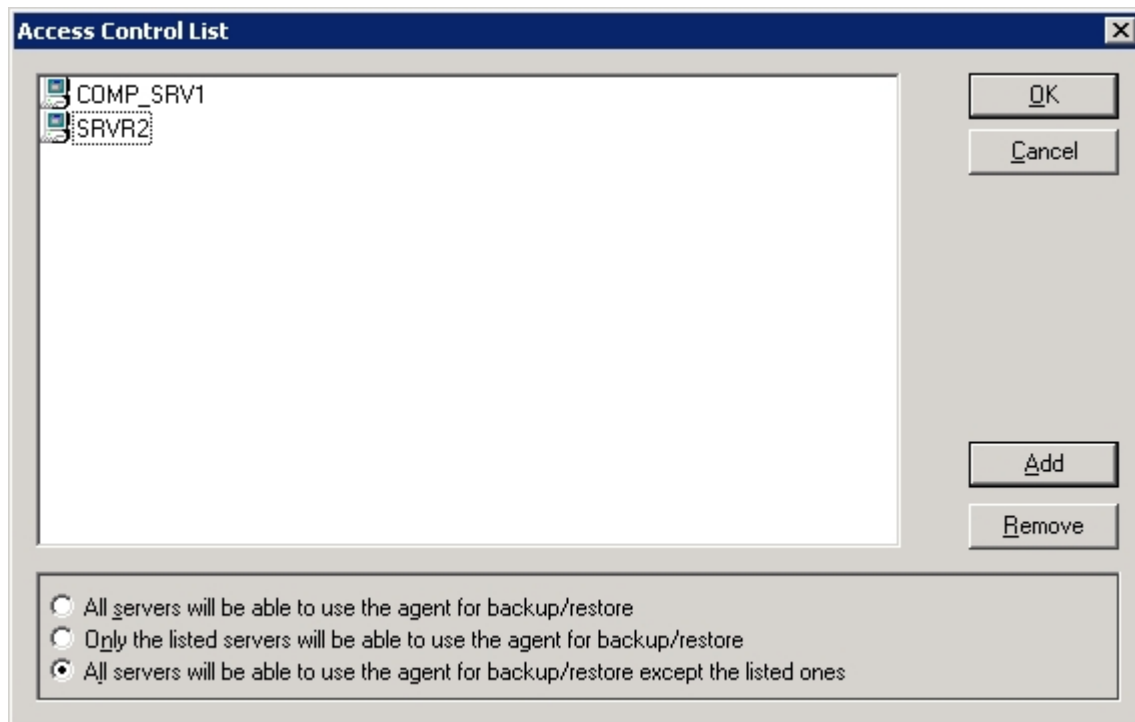 Access Control List
COMP_SRV1
SRVR2
OK
Cancel
Add
Remove
All servers will be able to use the agent for backup/restore
Only the listed servers will be able to use the agent for backup/restore
All servers will be able to use the agent for backup/restore except the listed ones